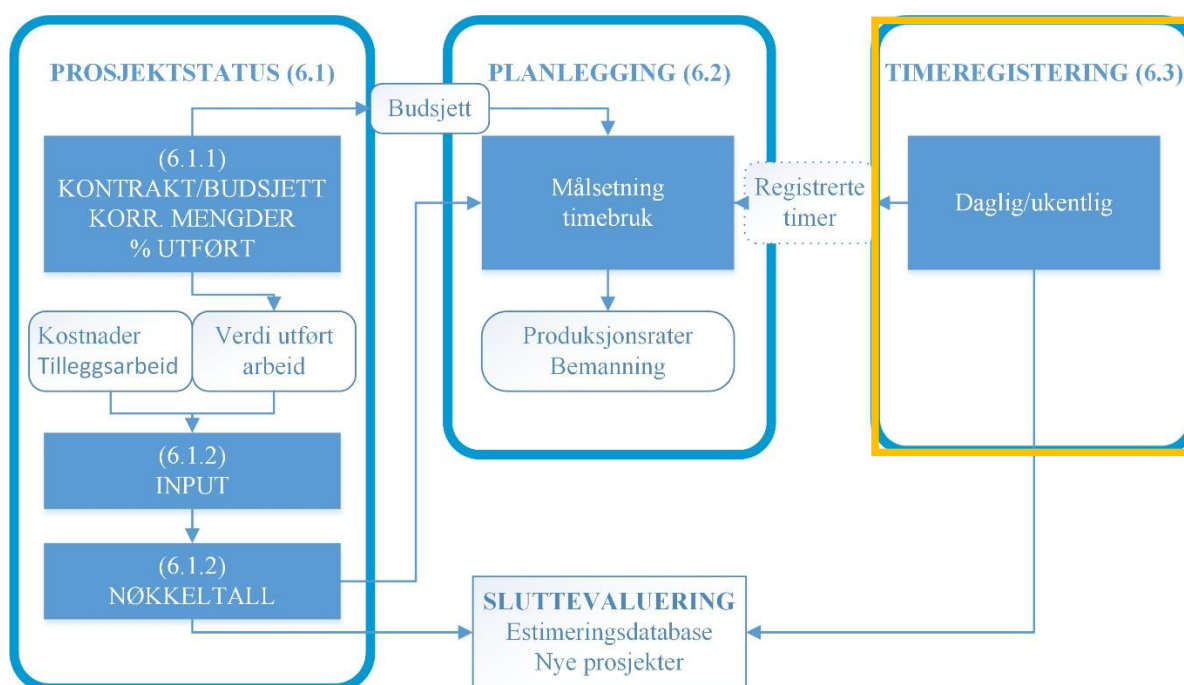 PROSJEKTSTATUS (6.1)
(6.1.1)
KONTRAKT/BUDSJETT
KORR. MENGDER
% UTFØRT
Kostnader
Tilleggsarbeid
Verdi utført
arbeid
(6.1.2)
INPUT
(6.1.2)
NØKKELTALL
Budsjett
PLANLEGGING (6.2)
Målsetning
timebruk
Produksjonsrater
Bemanning
Registrerte
timer
TIMEREGISTERING (6.3)
Daglig/ukentlig
SLUTTEVALUERING
Estimeringsdatabase
Nye prosjekter